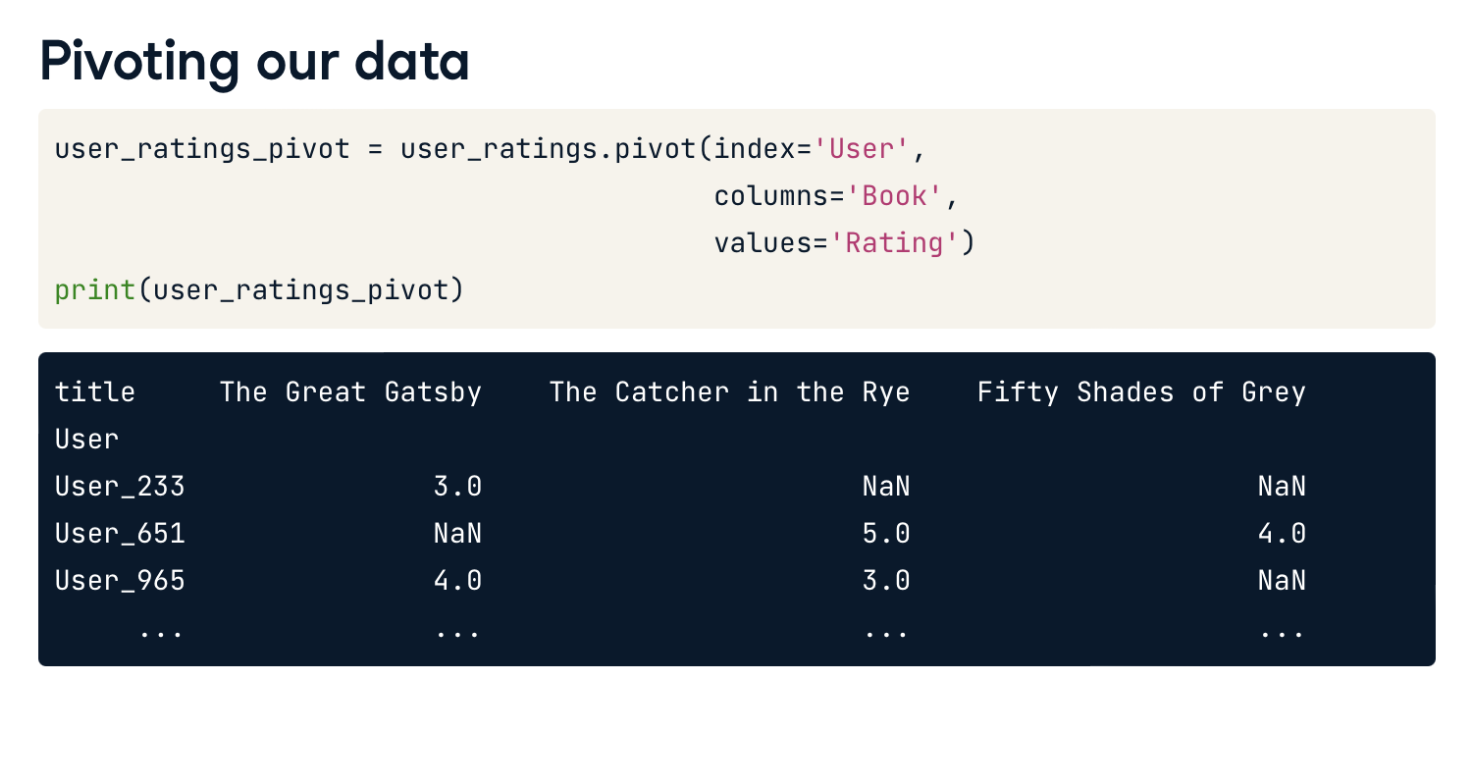 Pivoting our data
user_ratings_pivot = user_ratings.pivot(index='User',
columns='Book',
values='Rating')
print(user_ratings_pivot)
title The Great Gatsby The Catcher in the Rye Fifty Shades of Grey
User
User_233 3.0 NaN NaN
User_651 NaN 5.0 4.0
User_965 4.0 3.0 NaN
... ... ... ...